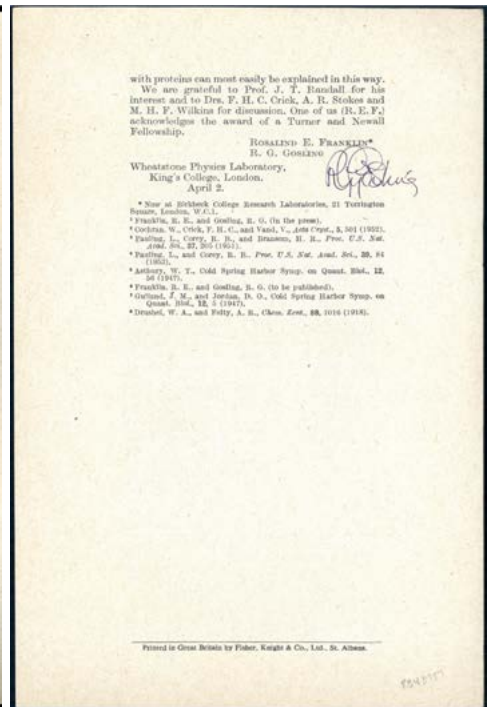 with proteins can most easily be explained in this way.
We are grateful to Prof. J. T. Randall for his
interest and to Drs. F. H. C. Crick, A. R. Stokes and
M. H. F. Wilkins for discussion. One of us (R. E. F.)
acknowledges the award of a Turner and Newall
Fellowship.
ROSALIND E. FRANKLIN*
R. G. GOSLING
Wheatstone Physics Laboratory,
King's College, London.
April 2.
* Now at Birkbeck College Research Laboratories, 21 Torrington
Square, London, W.C.1.
¹ Franklin, R. E., and Gosling, R. G. (in the press).
² Cochran, W., Crick, F. H. C., and Vand, V., Acta Cryst., 5, 501 (1952).
³ Pauling, L., Corey, R. B., and Branson, H. R., Proc. U.S. Nat.
Acad. Sci., 37, 205 (1951).
⁴ Pauling, L., and Corey, R. B., Proc. U.S. Nat. Acad. Sci., 39, 84
(1953).
⁵ Astbury, W. T., Cold Spring Harbor Symp. on Quant. Biol., 12,
56 (1947).
⁶ Franklin, R. E., and Gosling, R. G. (to be published).
⁷ Gulland, J. M., and Jordan, D. O., Cold Spring Harbor Symp. on
Quant. Biol., 12, 5 (1947).
⁸ Drushel, W. A., and Felty, A. R., Chem. Zent., 89, 1016 (1918).
Printed in Great Britain by Fisher, Knight & Co., Ltd., St. Albans.